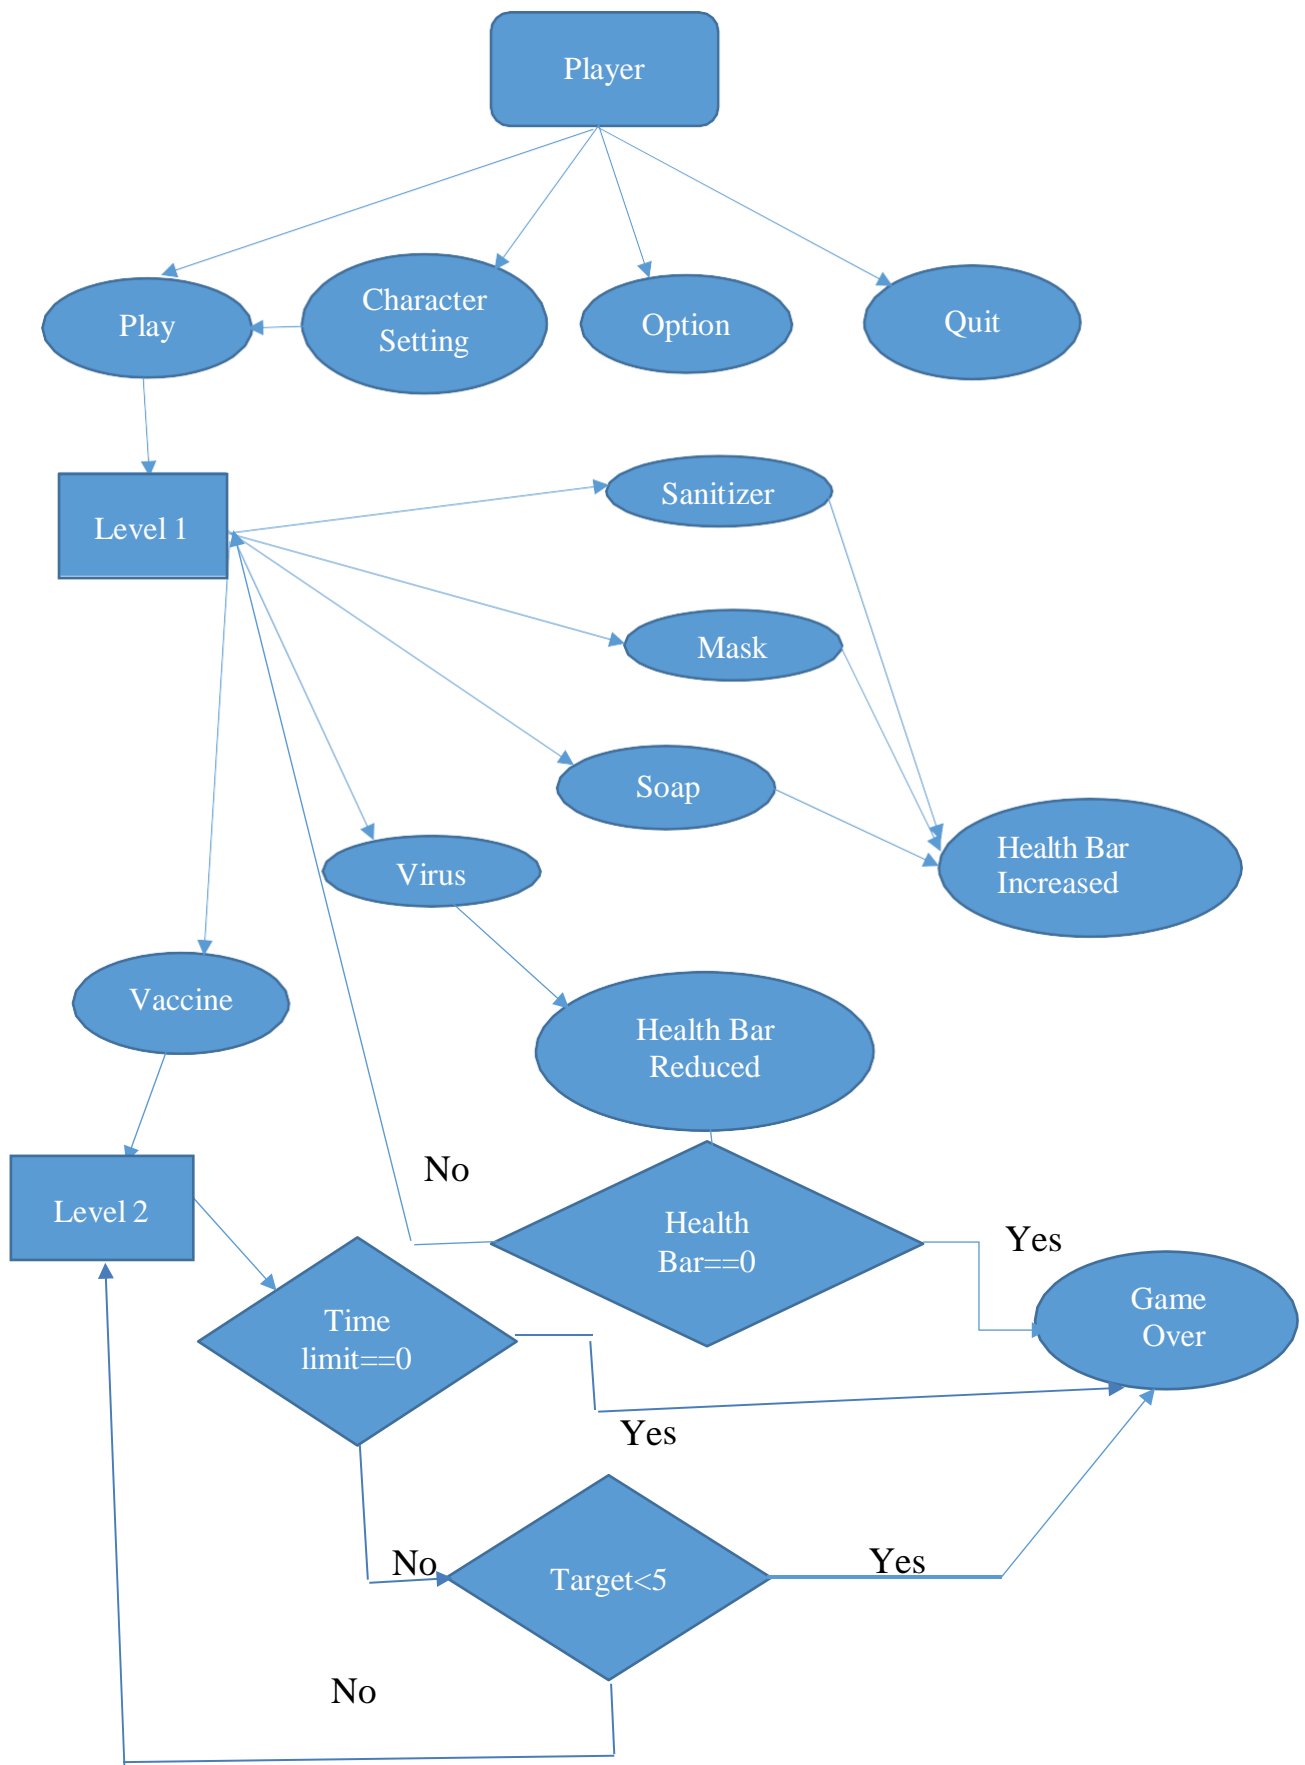 Player
Play
Character
Setting
Option
Quit
Level 1
Sanitizer
Mask
Soap
Virus
Health Bar
Increased
Vaccine
Health Bar
Reduced
No
Level 2
Health
Bar==0
Yes
Game
Over
Time
limit==0
Yes
No
Target<5
Yes
No